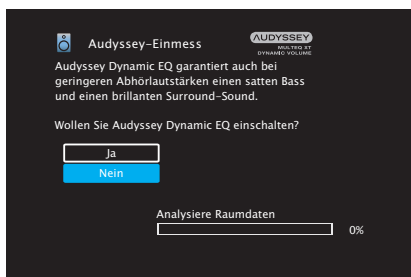 Audyssey-Einmess
AUDYSSEY
MULTEQ XT
DYNAMIC VOLUME
Audyssey Dynamic EQ garantiert auch bei
geringeren Abhörlautstärken einen satten Bass
und einen brillanten Surround-Sound.
Wollen Sie Audyssey Dynamic EQ einschalten?
Ja
Nein
Analysiere Raumdaten
0%